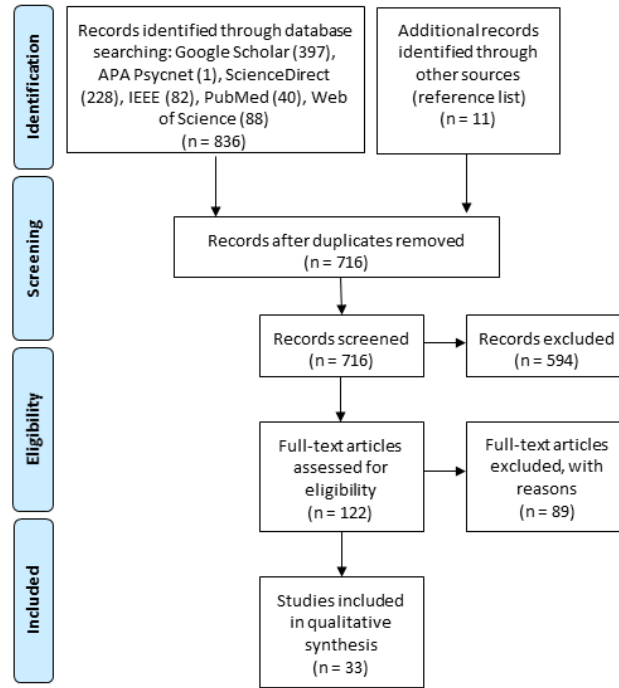 Identification
Records identified through database
searching: Google Scholar (397),
APA Psycnet (1), ScienceDirect
(228), IEEE (82), PubMed (40), Web
of Science (88)
(n = 836)
Additional records
identified through
other sources
(reference list)
(n = 11)
Screening
Records after duplicates removed
(n = 716)
Records screened
(n = 716)
Records excluded
(n = 594)
Eligibility
Full-text articles
assessed for
eligibility
(n = 122)
Full-text articles
excluded, with
reasons
(n = 89)
Included
Studies included
in qualitative
synthesis
(n = 33)